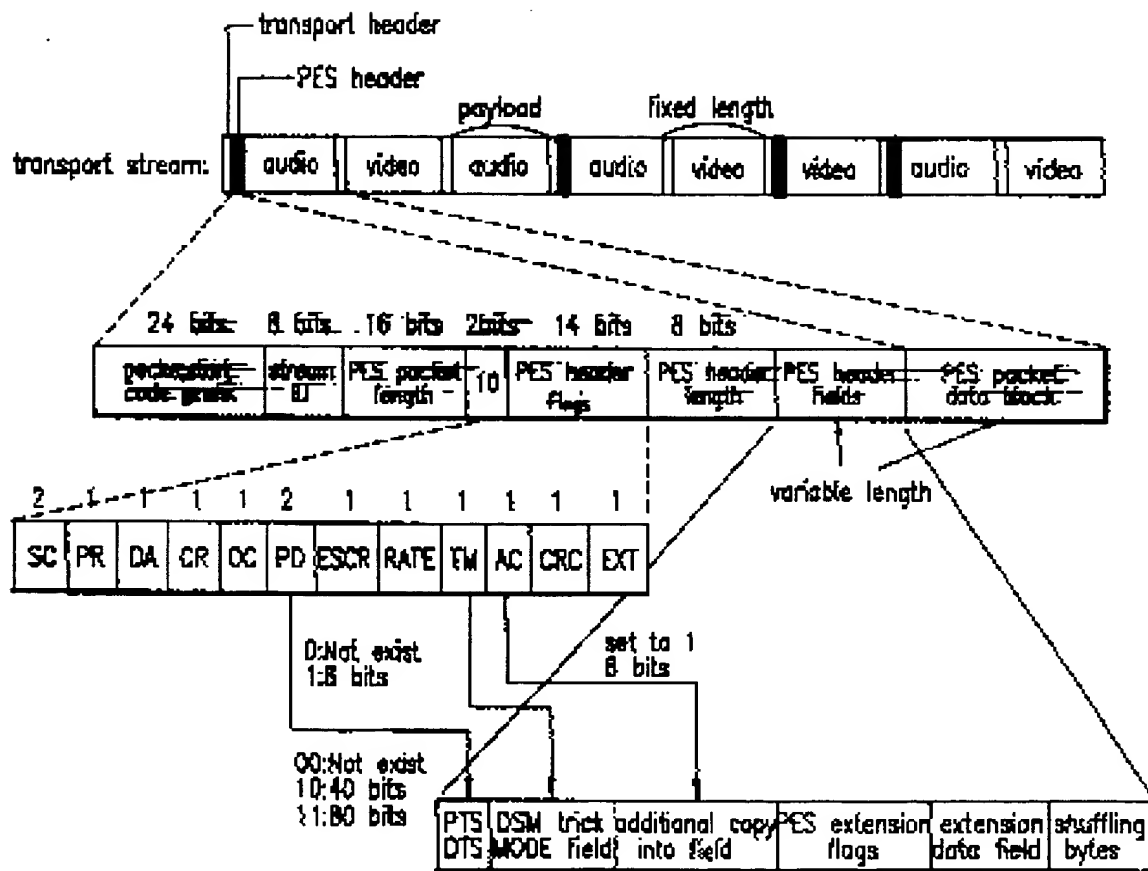 transport header
PES header
payload
fixed length
transport stream:
audio
video
audio
audio
video
video
audio
video
24 bits
8 bits
16 bits
2bits
14 bits
8 bits
packet start
code prefix
stream
ID
PES packet
length
10
PES header
flags
PES header
length
PES header
fields
PES packet
data block
variable length
2 1 1 1 1 2 1 1 1 1 1 1
SC PR DA CR OC PD ESCR RATE TM AC CRC EXT
0:Not exist
1:8 bits
set to 1
8 bits
00:Not exist
10:40 bits
11:80 bits
PTS
DTS
DSM trick
MODE field
additional copy
into field
PES extension
flags
extension
data field
shuffling
bytes